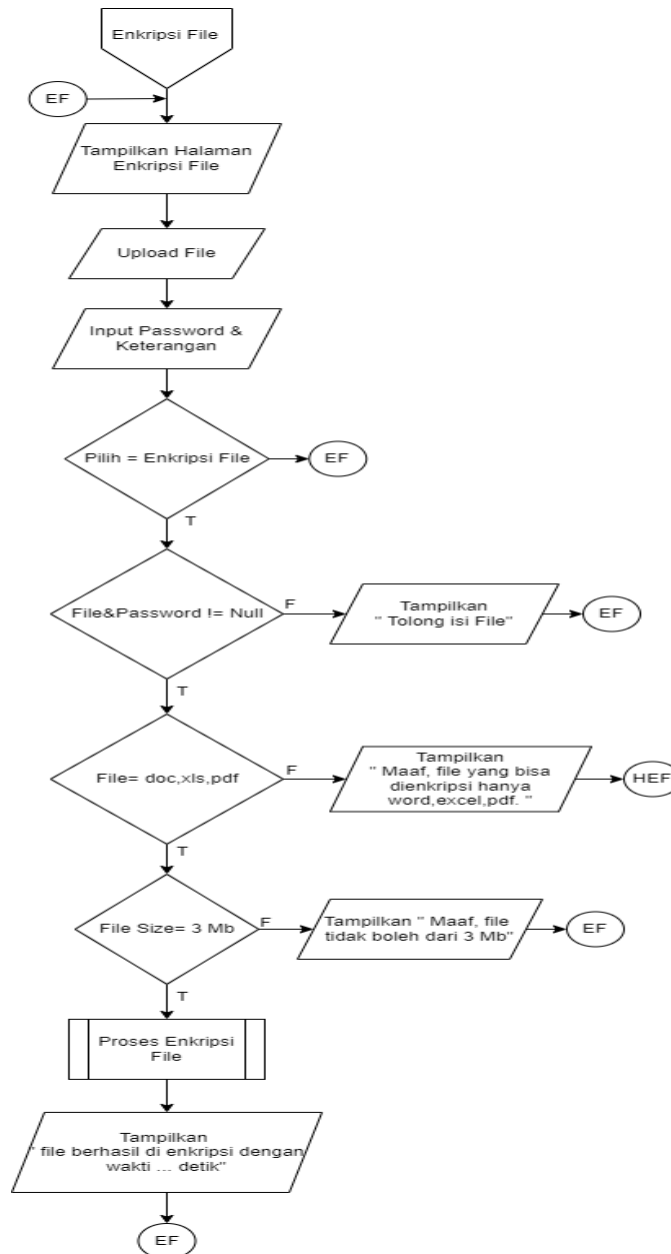 Enkripsi File
EF
Tampilkan Halaman
Enkripsi File
Upload File
Input Password &
Keterangan
Pilih = Enkripsi File
EF
T
File&Password != Null
F
Tampilkan
" Tolong isi File"
EF
T
File= doc,xls,pdf
F
Tampilkan
" Maaf, file yang bisa
dienkripsi hanya
word,excel,pdf. "
HEF
T
File Size= 3 Mb
F
Tampilkan " Maaf, file
tidak boleh dari 3 Mb"
EF
T
Proses Enkripsi
File
Tampilkan
" file berhasil di enkripsi dengan
wakti ... detik"
EF